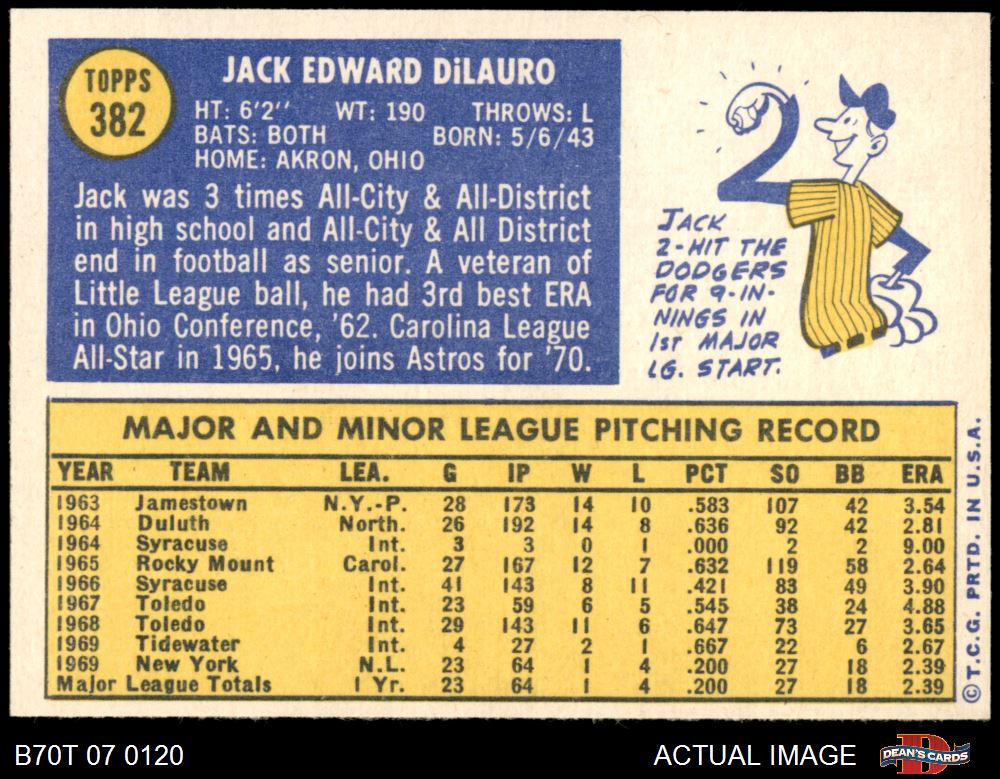 TOPPS
382
JACK EDWARD DiLAURO
HT: 6'2'' WT: 190 THROWS: L
BATS: BOTH BORN: 5/6/43
HOME: AKRON, OHIO
Jack was 3 times All-City & All-District
in high school and All-City & All District
end in football as senior. A veteran of
Little League ball, he had 3rd best ERA
in Ohio Conference, '62. Carolina League
All-Star in 1965, he joins Astros for '70.
2
JACK
2-HIT THE
DODGERS
FOR 9-IN-
NINGS IN
1st MAJOR
LG. START.
MAJOR AND MINOR LEAGUE PITCHING RECORD
YEAR TEAM LEA. G IP W L PCT SO BB ERA
1963 Jamestown N.Y.-P. 28 173 14 10 .583 107 42 3.54
1964 Duluth North. 26 192 14 8 .636 92 42 2.81
1964 Syracuse Int. 3 3 0 1 .000 2 2 9.00
1965 Rocky Mount Carol. 27 167 12 7 .632 119 58 2.64
1966 Syracuse Int. 41 143 8 11 .421 83 49 3.90
1967 Toledo Int. 23 59 6 5 .545 38 24 4.88
1968 Toledo Int. 29 143 11 6 .647 73 27 3.65
1969 Tidewater Int. 4 27 2 1 .667 22 6 2.67
1969 New York N.L. 23 64 1 4 .200 27 18 2.39
Major League Totals 1 Yr. 23 64 1 4 .200 27 18 2.39
© T.C.G. PRTD. IN U.S.A.
B70T 07 0120 ACTUAL IMAGE
D
DEAN'S CARDS